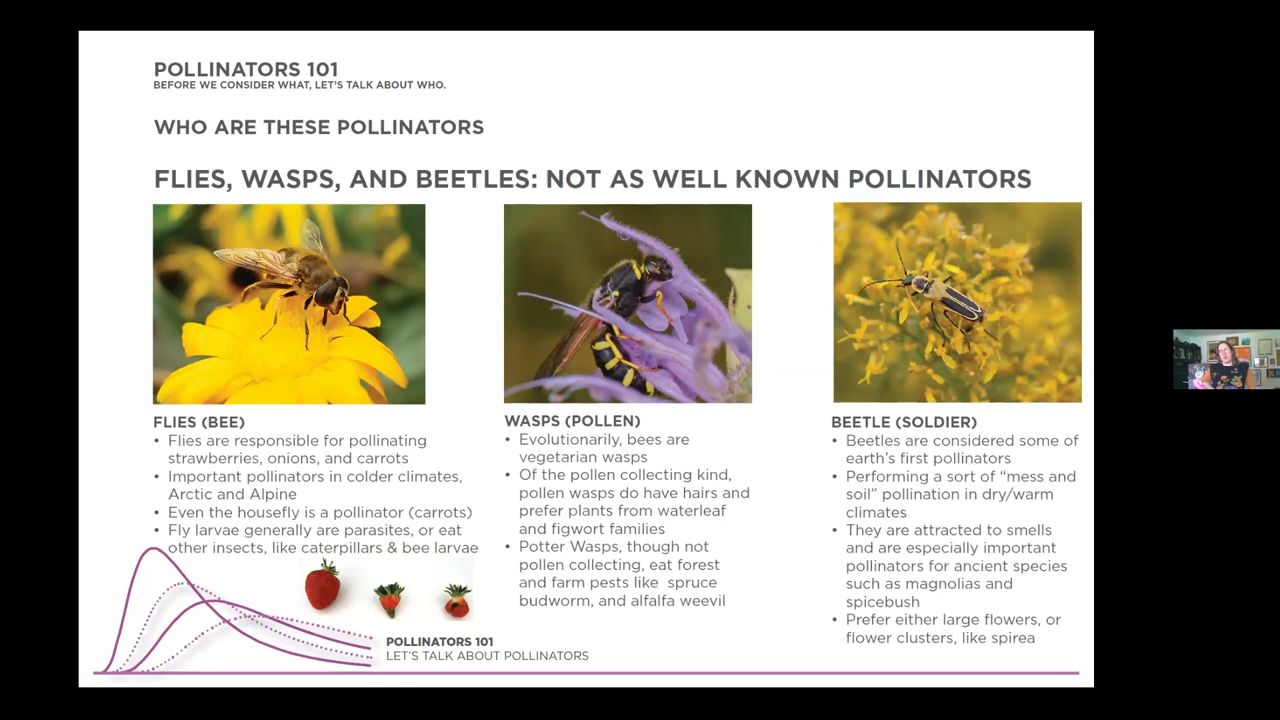 POLLINATORS 101
BEFORE WE CONSIDER WHAT, LET'S TALK ABOUT WHO.
WHO ARE THESE POLLINATORS
FLIES, WASPS, AND BEETLES: NOT AS WELL KNOWN POLLINATORS
FLIES (BEE)
• Flies are responsible for pollinating
strawberries, onions, and carrots
• Important pollinators in colder climates,
Arctic and Alpine
• Even the housefly is a pollinator (carrots)
• Fly larvae generally are parasites, or eat
other insects, like caterpillars & bee larvae
WASPS (POLLEN)
• Evolutionarily, bees are
vegetarian wasps
• Of the pollen collecting kind,
pollen wasps do have hairs and
prefer plants from waterleaf
and figwort families
• Potter Wasps, though not
pollen collecting, eat forest
and farm pests like spruce
budworm, and alfalfa weevil
BEETLE (SOLDIER)
• Beetles are considered some of
earth's first pollinators
• Performing a sort of "mess and
soil" pollination in dry/warm
climates
• They are attracted to smells
and are especially important
pollinators for ancient species
such as magnolias and
spicebush
• Prefer either large flowers, or
flower clusters, like spirea
POLLINATORS 101
LET'S TALK ABOUT POLLINATORS